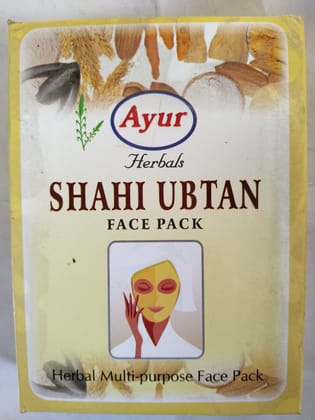 Ayur
Herbals
SHAHI UBTAN
FACE PACK
Herbal Multi-purpose Face Pack